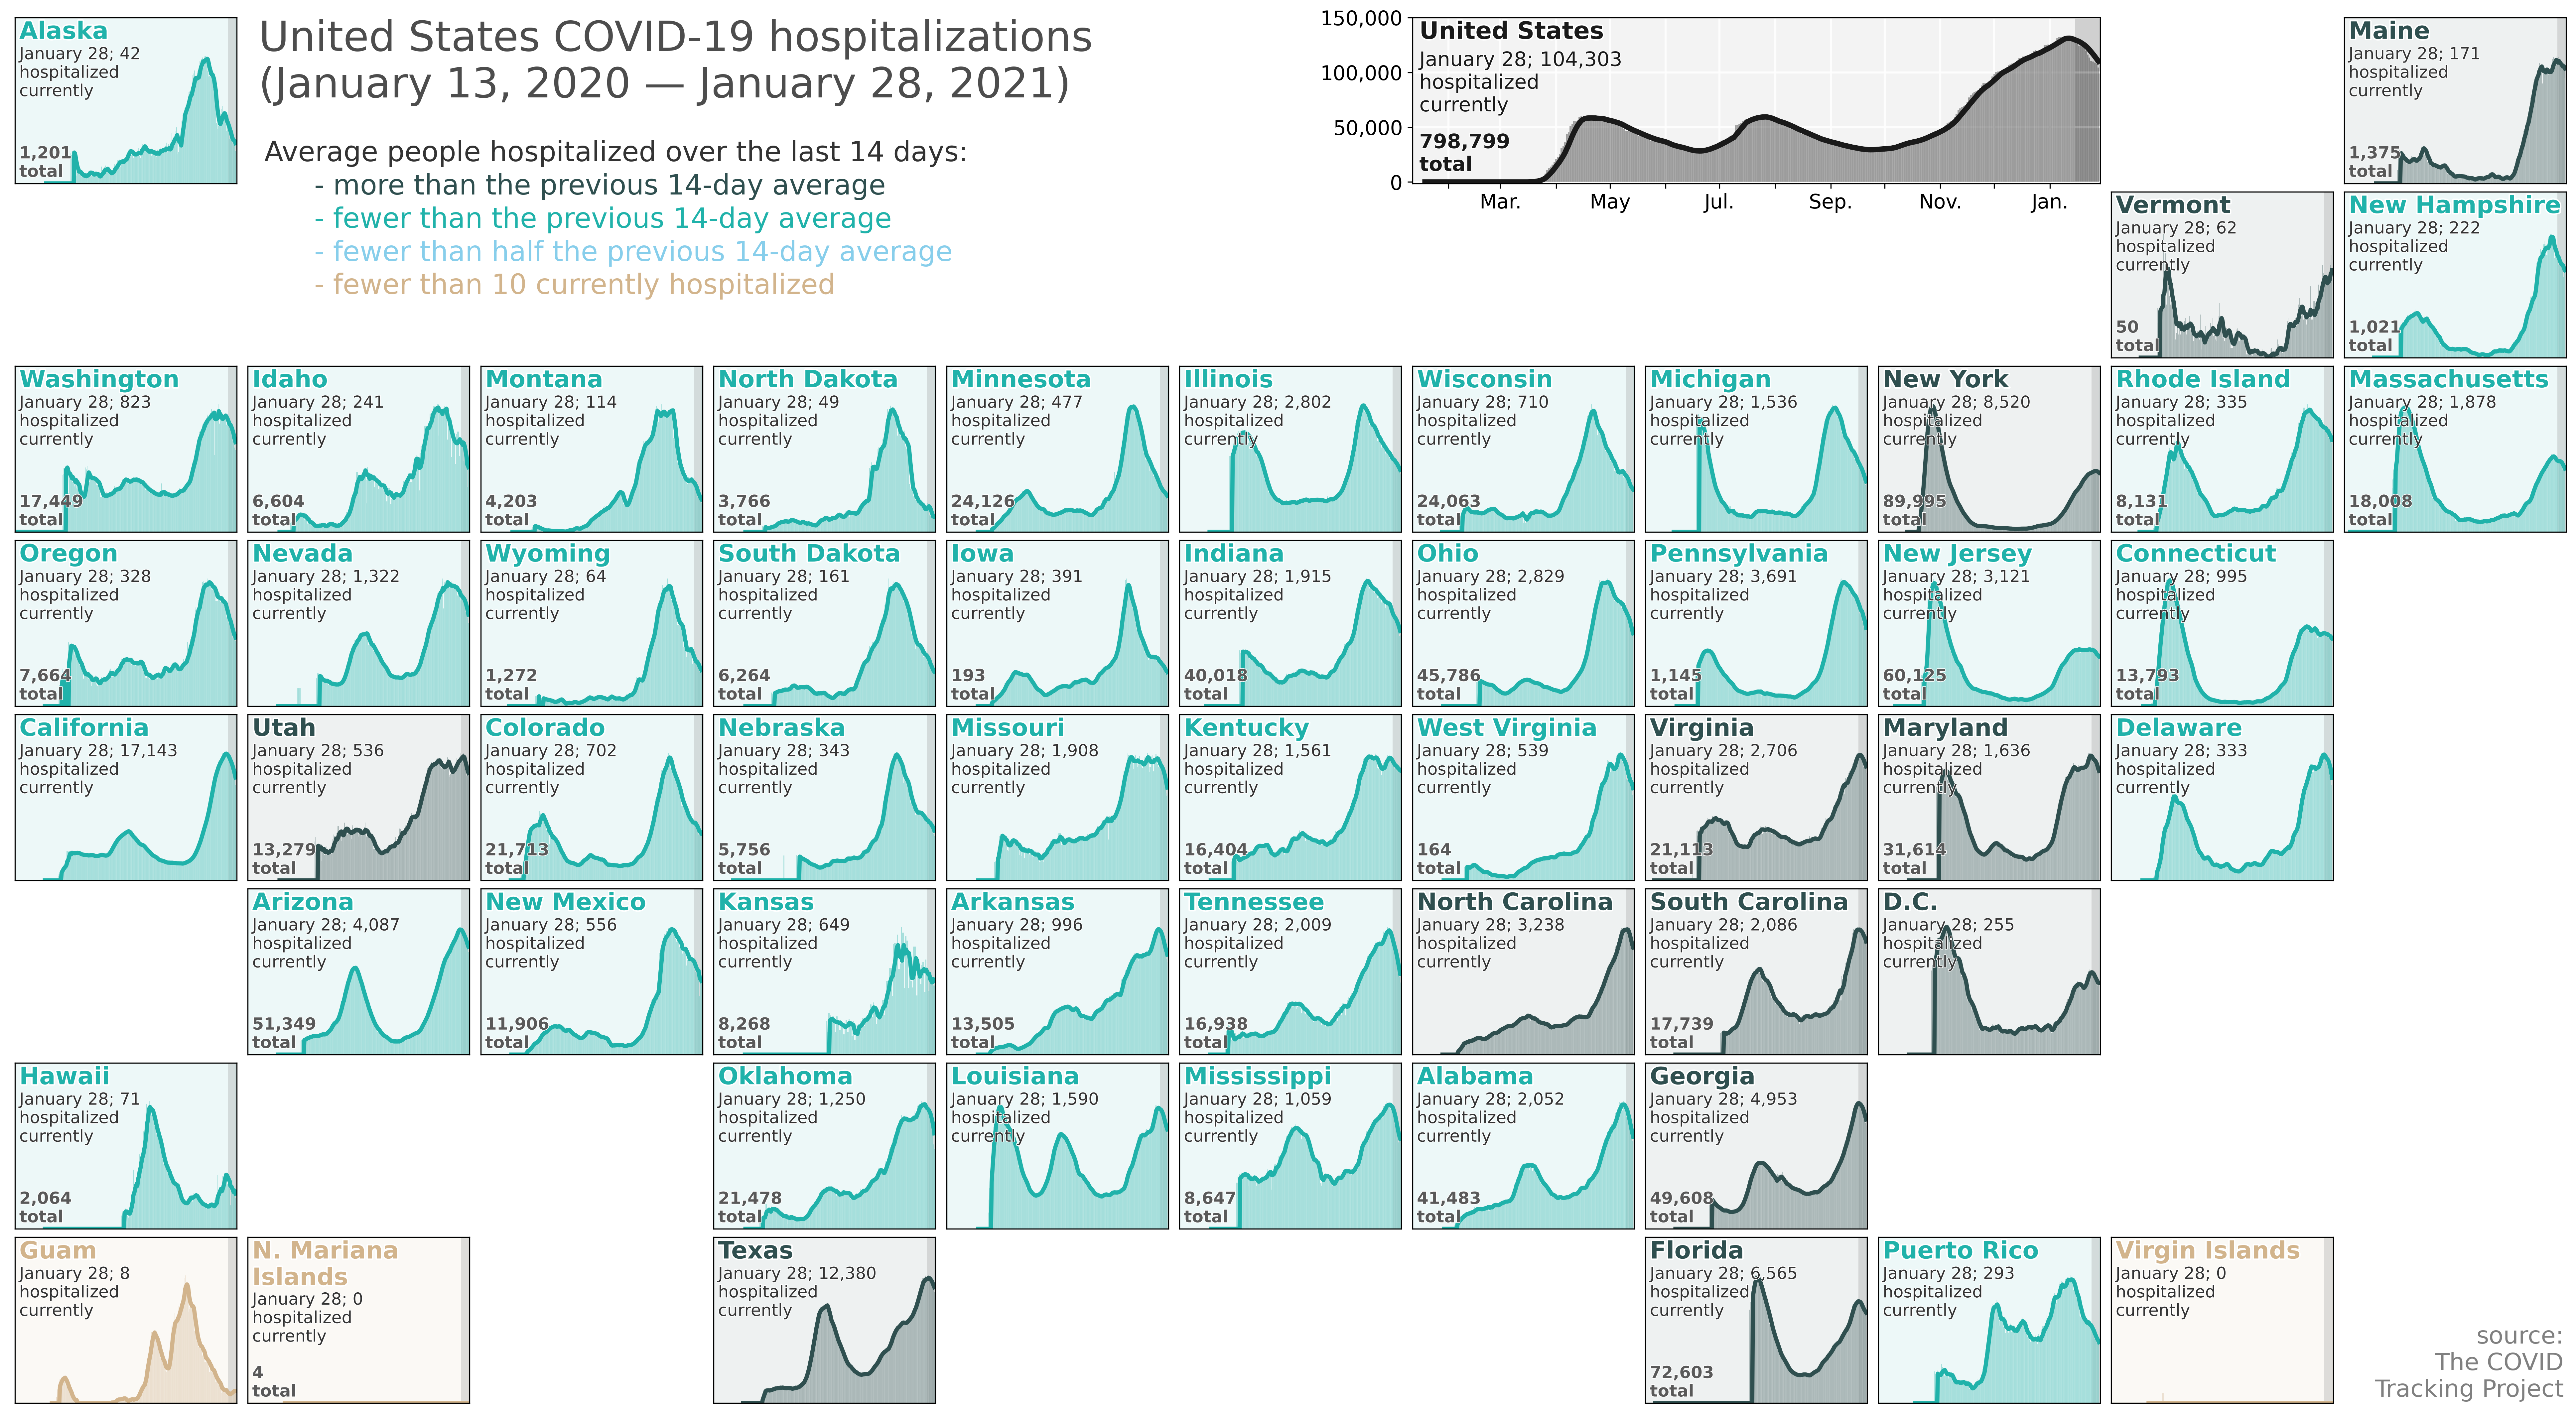 United States COVID-19 hospitalizations
(January 13, 2020 — January 28, 2021)
Average people hospitalized over the last 14 days:
- more than the previous 14-day average
- fewer than the previous 14-day average
- fewer than half the previous 14-day average
- fewer than 10 currently hospitalized
Alaska
January 28; 42
hospitalized
currently
1,201
total
150,000
100,000
50,000
0
United States
January 28; 104,303
hospitalized
currently
798,799
total
Mar.
May
Jul.
Sep.
Nov.
Jan.
Maine
January 28; 171
hospitalized
currently
1,375
total
Vermont
January 28; 62
hospitalized
currently
50
total
New Hampshire
January 28; 222
hospitalized
currently
1,021
total
Washington
January 28; 823
hospitalized
currently
17,449
total
Idaho
January 28; 241
hospitalized
currently
6,604
total
Montana
January 28; 114
hospitalized
currently
4,203
total
North Dakota
January 28; 49
hospitalized
currently
3,766
total
Minnesota
January 28; 477
hospitalized
currently
24,126
total
Illinois
January 28; 2,802
hospitalized
currently
Wisconsin
January 28; 710
hospitalized
currently
24,063
total
Michigan
January 28; 1,536
hospitalized
currently
New York
January 28; 8,520
hospitalized
currently
89,995
total
Rhode Island
January 28; 335
hospitalized
currently
8,131
total
Massachusetts
January 28; 1,878
hospitalized
currently
18,008
total
Oregon
January 28; 328
hospitalized
currently
7,664
total
Nevada
January 28; 1,322
hospitalized
currently
Wyoming
January 28; 64
hospitalized
currently
1,272
total
South Dakota
January 28; 161
hospitalized
currently
6,264
total
Iowa
January 28; 391
hospitalized
currently
193
total
Indiana
January 28; 1,915
hospitalized
currently
40,018
total
Ohio
January 28; 2,829
hospitalized
currently
45,786
total
Pennsylvania
January 28; 3,691
hospitalized
currently
1,145
total
New Jersey
January 28; 3,121
hospitalized
currently
60,125
total
Connecticut
January 28; 995
hospitalized
currently
13,793
total
California
January 28; 17,143
hospitalized
currently
Utah
January 28; 536
hospitalized
currently
13,279
total
Colorado
January 28; 702
hospitalized
currently
21,713
total
Nebraska
January 28; 343
hospitalized
currently
5,756
total
Missouri
January 28; 1,908
hospitalized
currently
Kentucky
January 28; 1,561
hospitalized
currently
16,404
total
West Virginia
January 28; 539
hospitalized
currently
164
total
Virginia
January 28; 2,706
hospitalized
currently
21,113
total
Maryland
January 28; 1,636
hospitalized
currently
31,614
total
Delaware
January 28; 333
hospitalized
currently
Arizona
January 28; 4,087
hospitalized
currently
51,349
total
New Mexico
January 28; 556
hospitalized
currently
11,906
total
Kansas
January 28; 649
hospitalized
currently
8,268
total
Arkansas
January 28; 996
hospitalized
currently
13,505
total
Tennessee
January 28; 2,009
hospitalized
currently
16,938
total
North Carolina
January 28; 3,238
hospitalized
currently
South Carolina
January 28; 2,086
hospitalized
currently
17,739
total
D.C.
January 28; 255
hospitalized
currently
Hawaii
January 28; 71
hospitalized
currently
2,064
total
Oklahoma
January 28; 1,250
hospitalized
currently
21,478
total
Louisiana
January 28; 1,590
hospitalized
currently
Mississippi
January 28; 1,059
hospitalized
currently
8,647
total
Alabama
January 28; 2,052
hospitalized
currently
41,483
total
Georgia
January 28; 4,953
hospitalized
currently
49,608
total
Guam
January 28; 8
hospitalized
currently
N. Mariana
Islands
January 28; 0
hospitalized
currently
4
total
Texas
January 28; 12,380
hospitalized
currently
Florida
January 28; 6,565
hospitalized
currently
72,603
total
Puerto Rico
January 28; 293
hospitalized
currently
Virgin Islands
January 28; 0
hospitalized
currently
source:
The COVID
Tracking Project